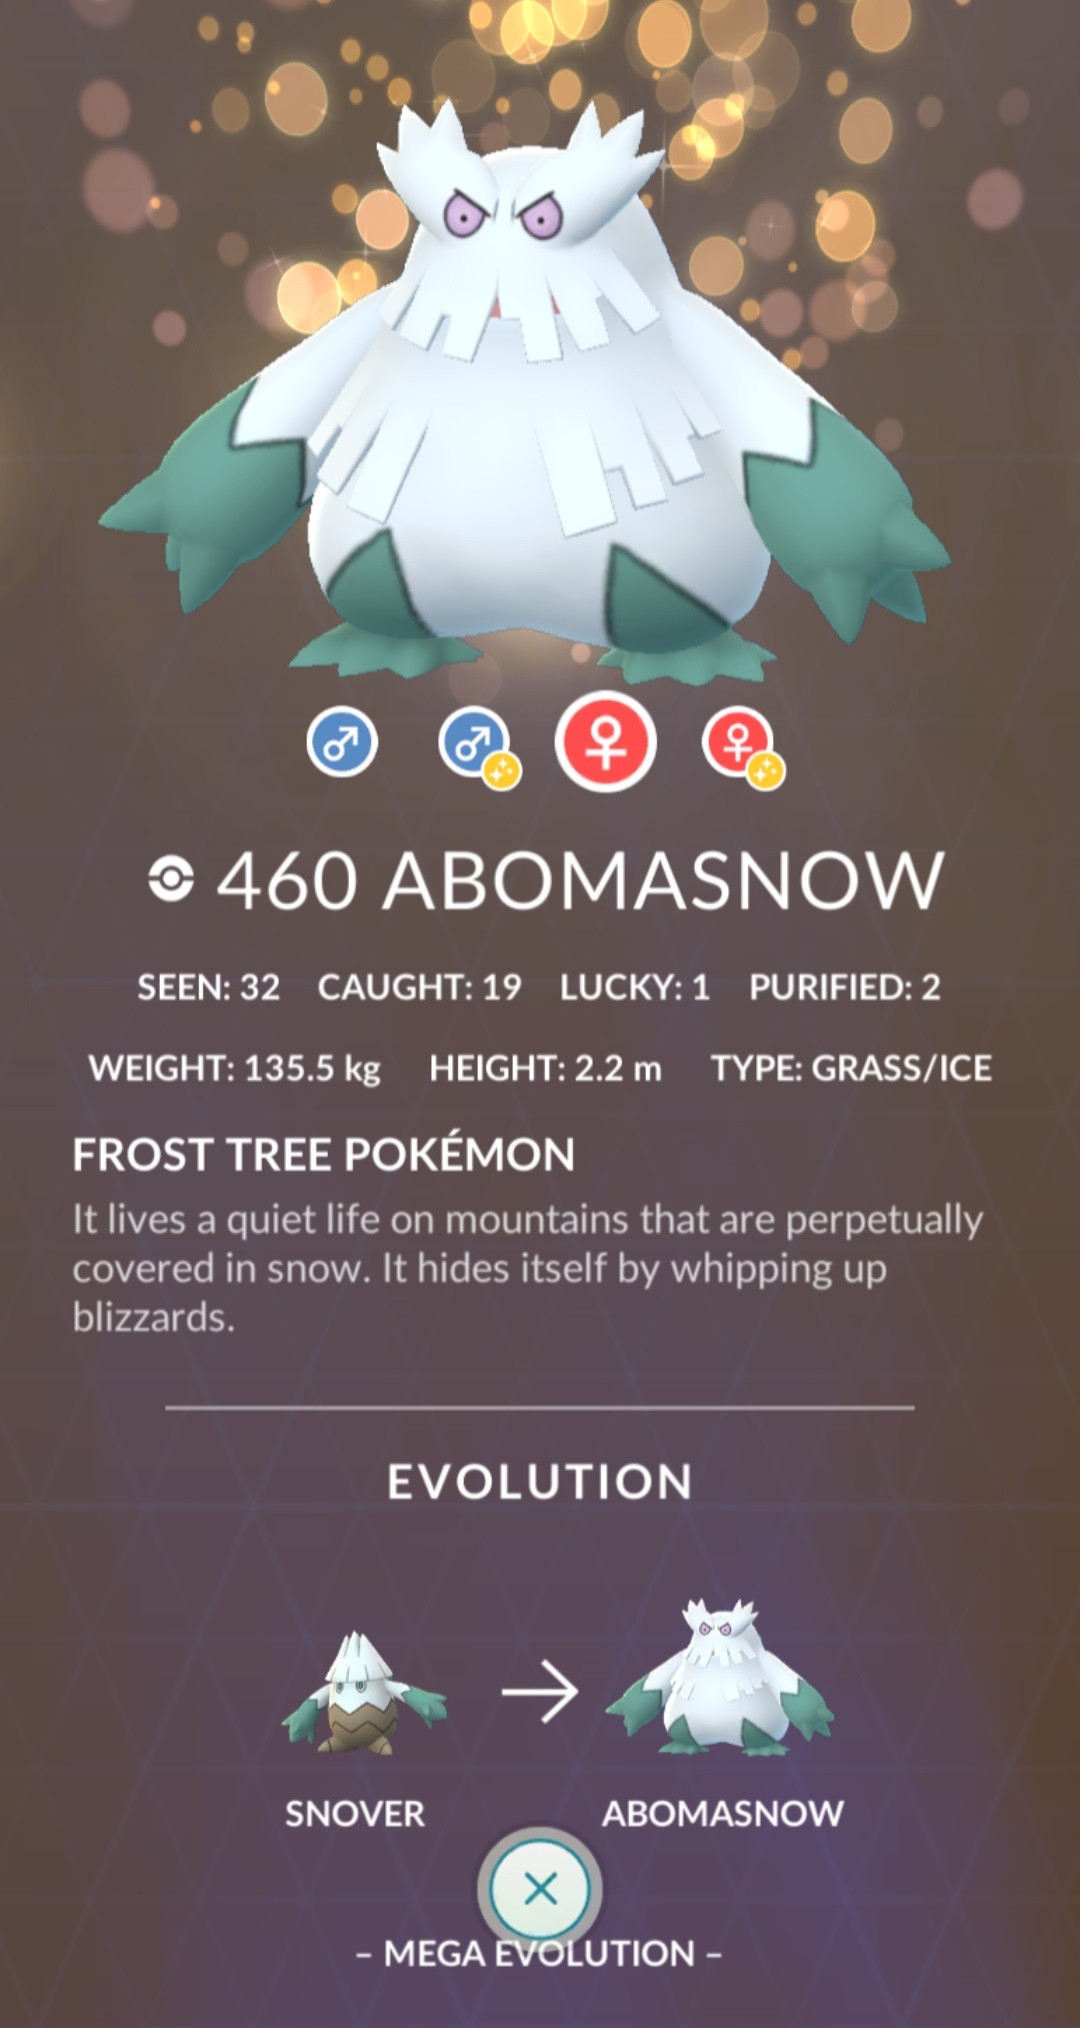 460 ABOMASNOW
SEEN: 32 CAUGHT: 19 LUCKY: 1 PURIFIED: 2
WEIGHT: 135.5 kg HEIGHT: 2.2 m TYPE: GRASS/ICE
FROST TREE POKÉMON
It lives a quiet life on mountains that are perpetually
covered in snow. It hides itself by whipping up
blizzards.
EVOLUTION
SNOVER ABOMASNOW
– MEGA EVOLUTION –